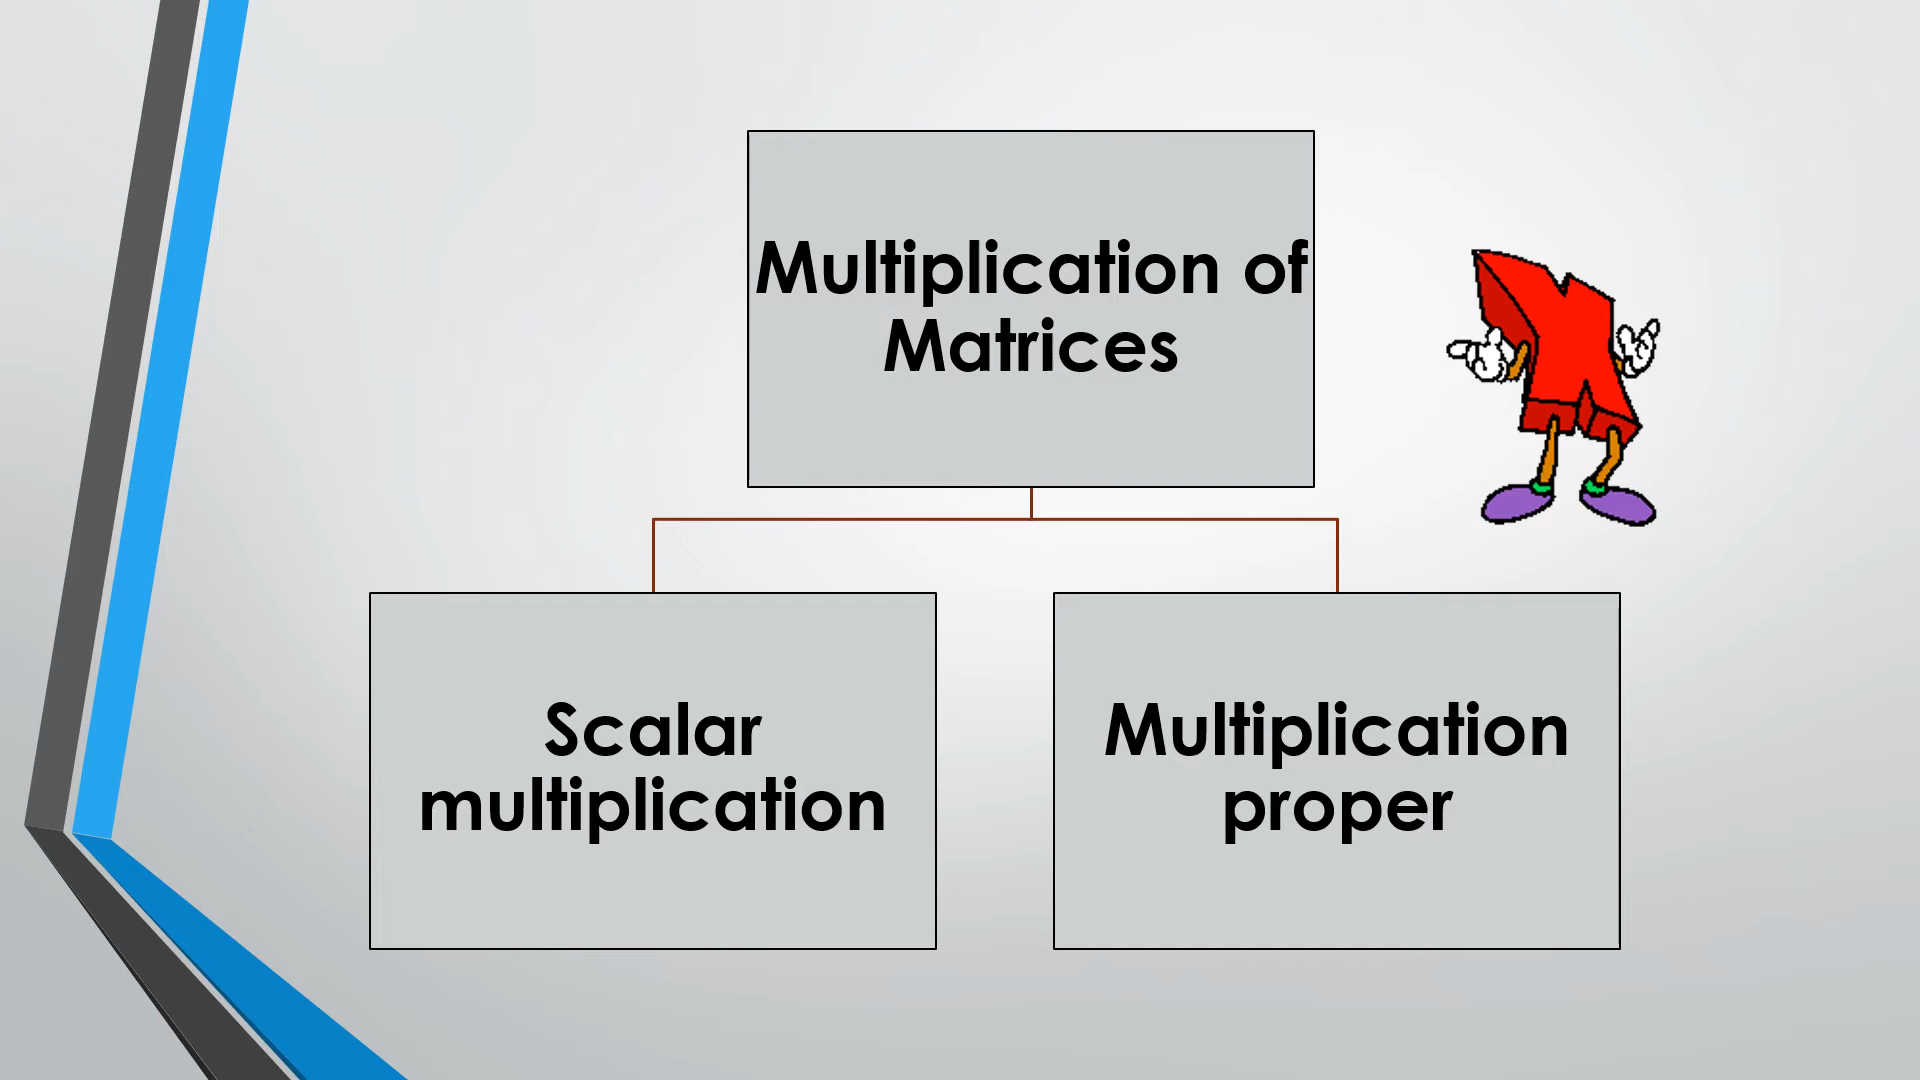 Multiplication of
Matrices
Scalar
multiplication
Multiplication
proper